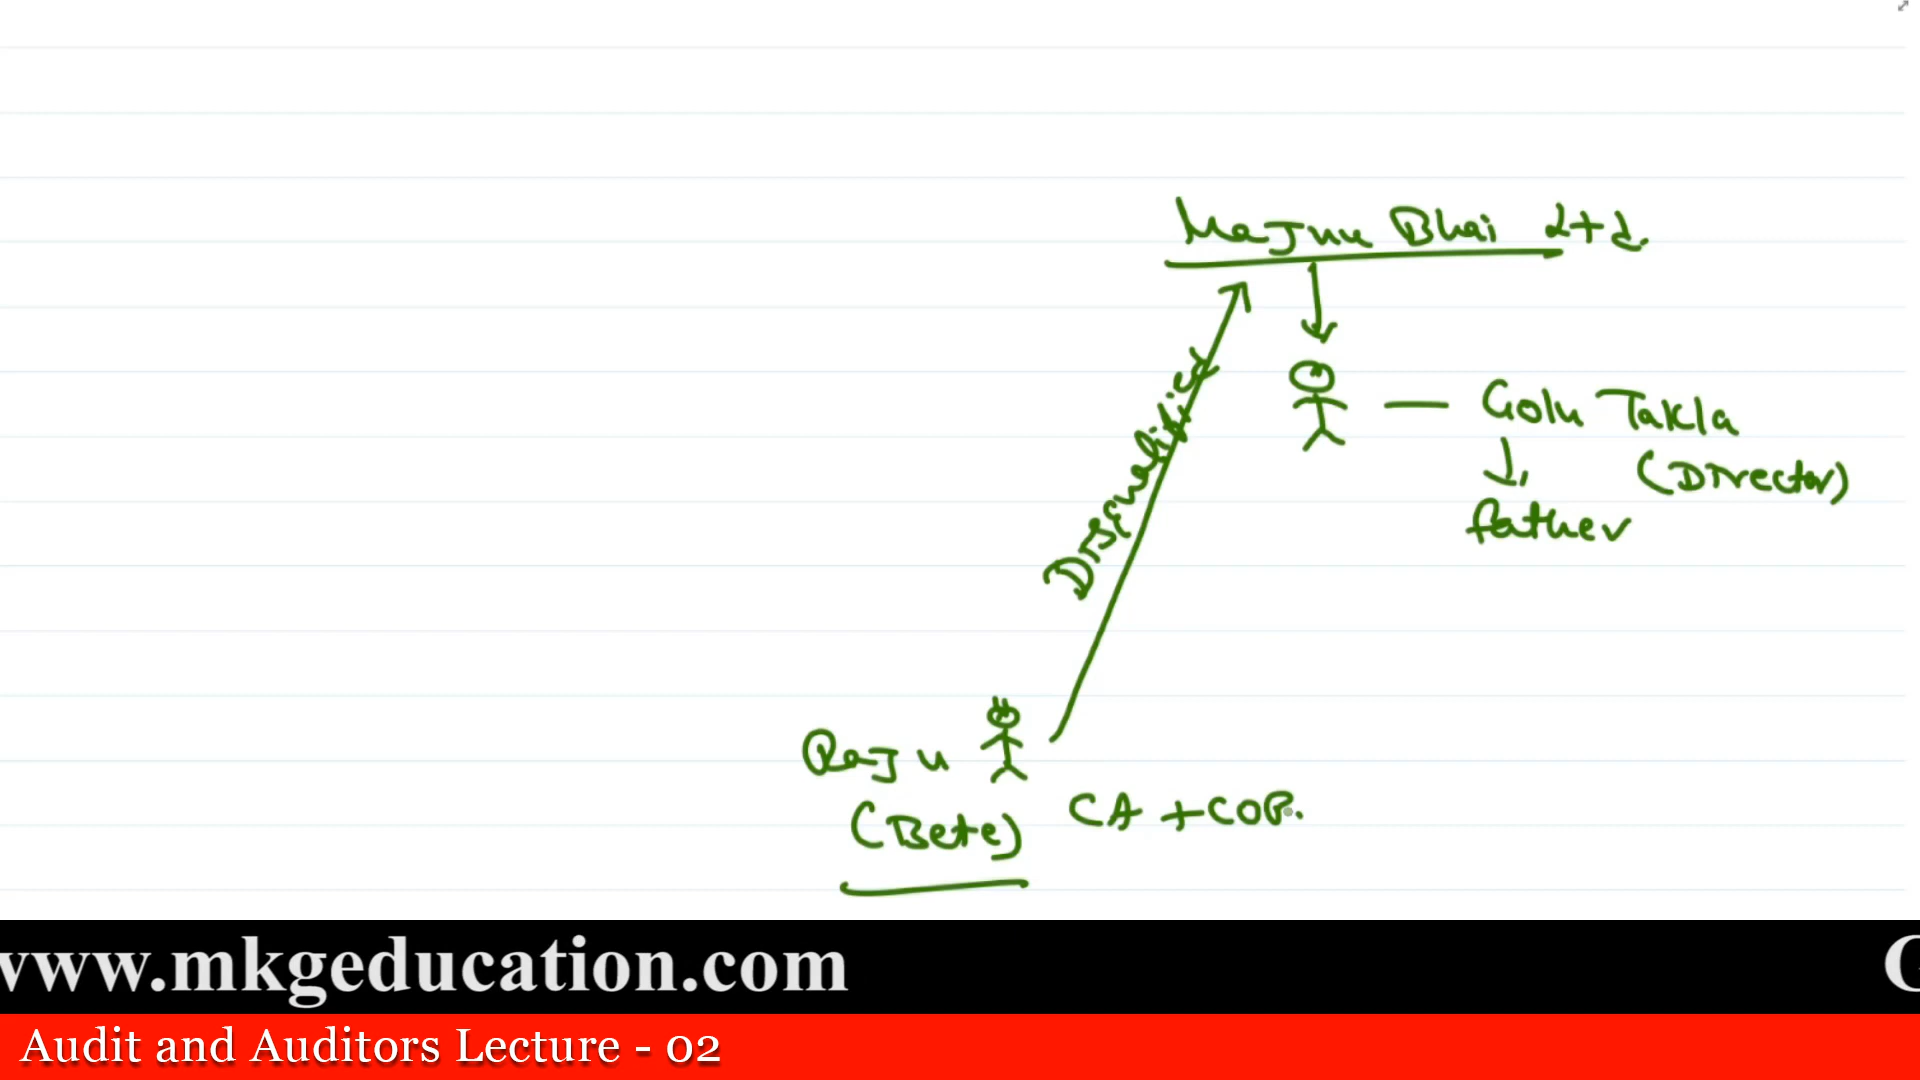 Majnu Bhai Ltd.
Golu Takla
(Director)
father
Disqualified
Raju
(Bete)
CA + COP.
www.mkgeducation.com
Audit and Auditors Lecture - 02